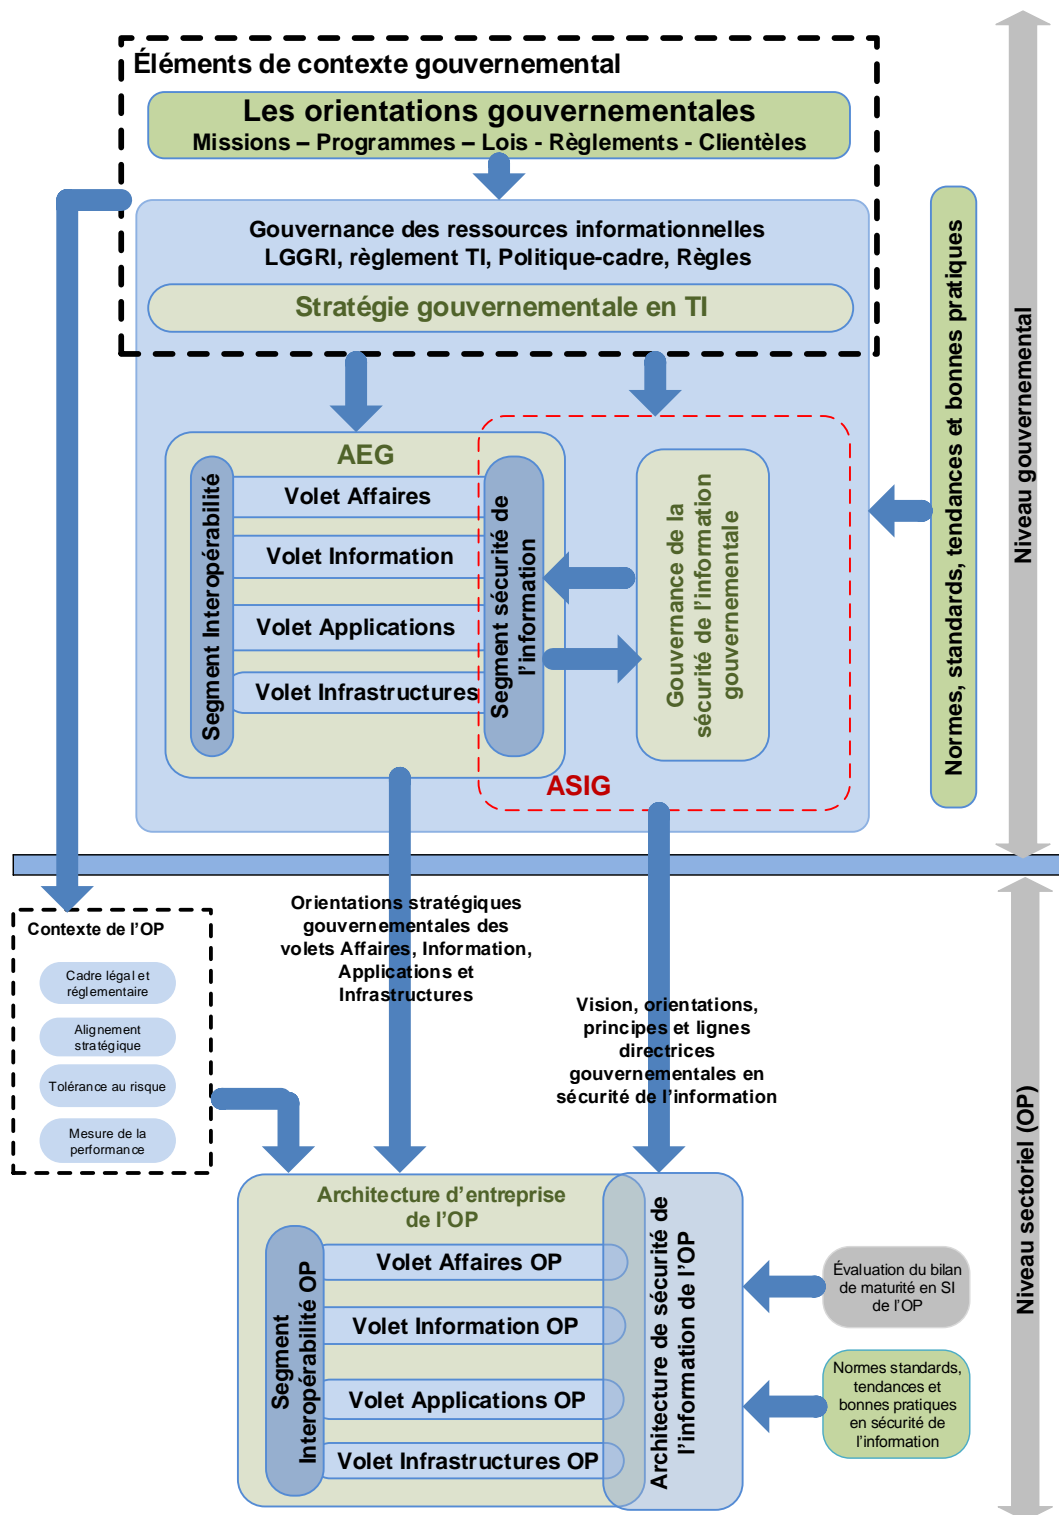 Éléments de contexte gouvernemental
Les orientations gouvernementales
Missions – Programmes – Lois - Règlements - Clientèles
Gouvernance des ressources informationnelles
LGGRI, règlement TI, Politique-cadre, Règles
Stratégie gouvernementale en TI
Normes, standards, tendances et bonnes pratiques
Niveau gouvernemental
AEG
Segment Interopérabilité
Volet Affaires
Volet Information
Volet Applications
Volet Infrastructures
Segment sécurité de
l'information
Gouvernance de la
sécurité de l'information
gouvernementale
ASIG
Contexte de l'OP
Cadre légal et
réglementaire
Alignement
stratégique
Tolérance au risque
Mesure de la
performance
Orientations stratégiques
gouvernementales des
volets Affaires, Information,
Applications et
Infrastructures
Vision, orientations,
principes et lignes
directrices
gouvernementales en
sécurité de l'information
Niveau sectoriel (OP)
Architecture d'entreprise
de l'OP
Segment
Interopérabilité OP
Volet Affaires OP
Volet Information OP
Volet Applications OP
Volet Infrastructures OP
Architecture de sécurité de
l'information de l'OP
Évaluation du bilan
de maturité en SI
de l'OP
Normes standards,
tendances et
bonnes pratiques
en sécurité de
l'information